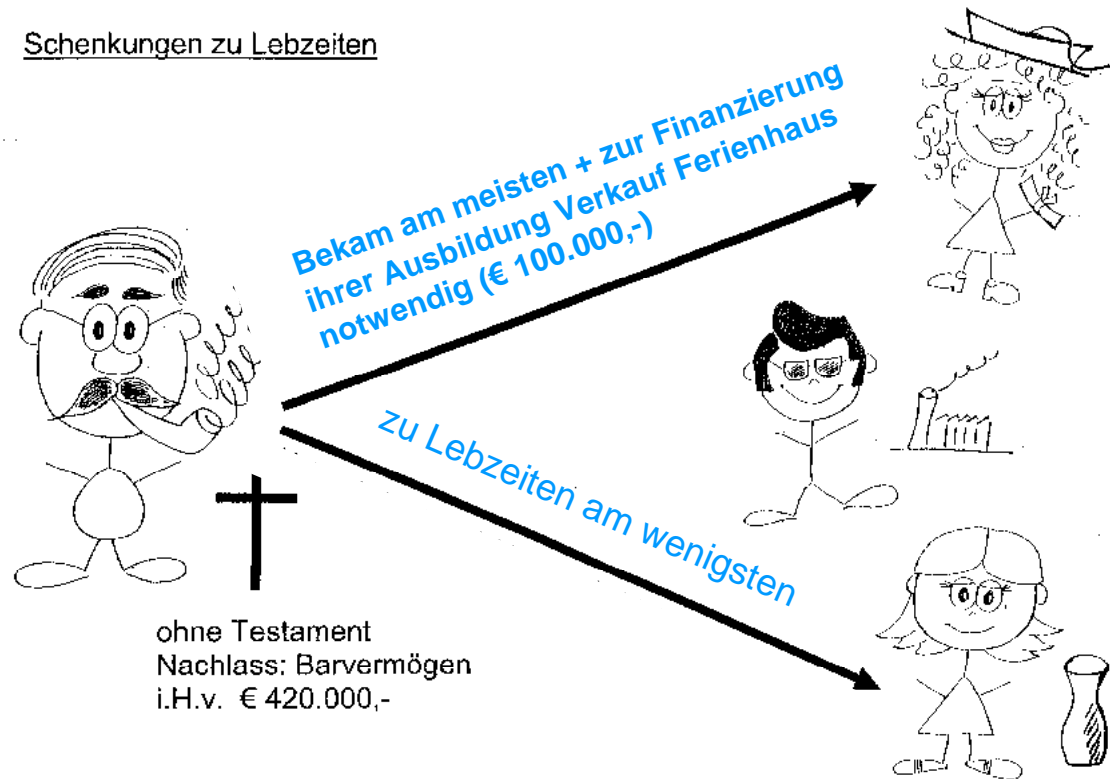 Schenkungen zu Lebzeiten
Bekam am meisten + zur Finanzierung
ihrer Ausbildung Verkauf Ferienhaus
notwendig (€ 100.000,-)
zu Lebzeiten am wenigsten
ohne Testament
Nachlass: Barvermögen
i.H.v. € 420.000,-